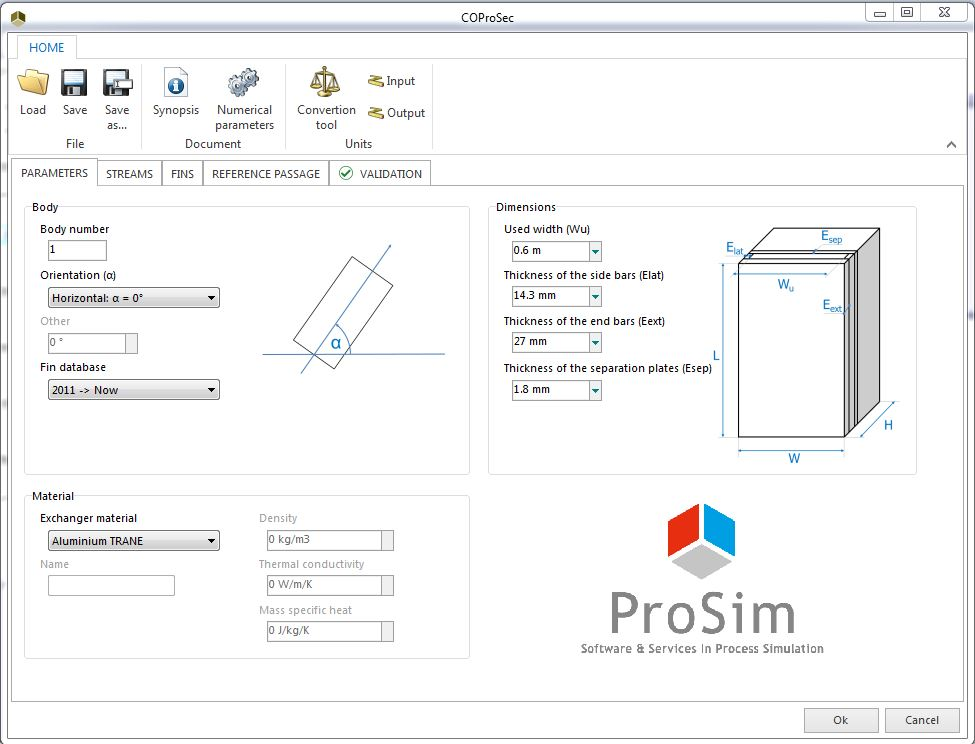 COProSec
HOME
Load
Save
Save
as...
File
Synopsis
Numerical
parameters
Document
Convertion
tool
Input
Output
Units
PARAMETERS
STREAMS
FINS
REFERENCE PASSAGE
VALIDATION
Body
Body number
1
Orientation (α)
Horizontal: α = 0°
Other
0 °
Fin database
2011 -> Now
α
Dimensions
Used width (Wu)
0.6 m
Thickness of the side bars (Elat)
14.3 mm
Thickness of the end bars (Eext)
27 mm
Thickness of the separation plates (Esep)
1.8 mm
Esep
Elat
Wu
Eext
L
H
W
Material
Exchanger material
Aluminium TRANE
Name
Density
0 kg/m3
Thermal conductivity
0 W/m/K
Mass specific heat
0 J/kg/K
ProSim
Software & Services In Process Simulation
Ok
Cancel